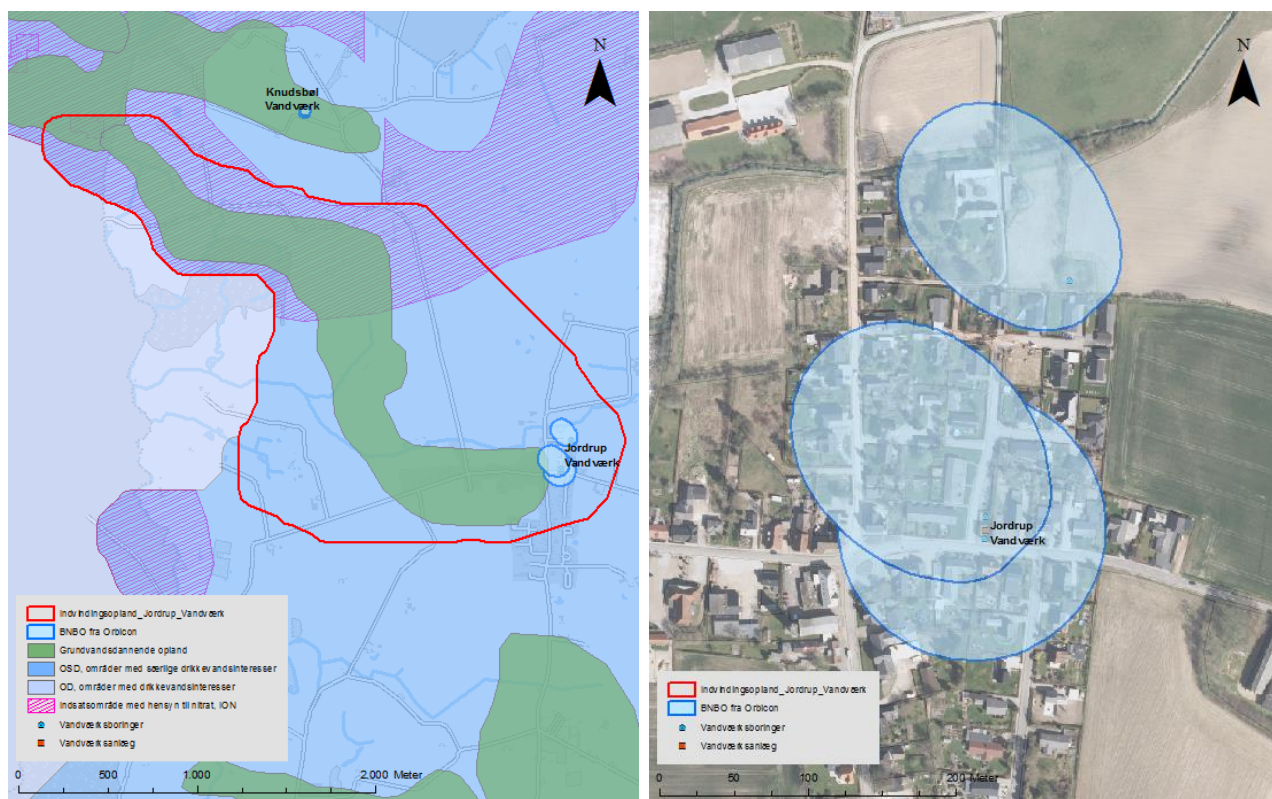 N
Knudsbøl
Vandværk
Jordrup
Vandværk
Indvindingsopland_Jordrup_Vandværk
BNBO fra Orbicon
Grundvandsdannende opland
OSD, områder med særlige drikkevandsinteresser
OD, områder med drikkevandsinteresser
Indsatsområde med hensyn til nitrat, ION
Vandværksboringer
Vandværksanlæg
0 500 1.000 2.000 Meter
N
Jordrup
Vandværk
Indvindingsopland_Jordrup_Vandværk
BNBO fra Orbicon
Vandværksboringer
Vandværksanlæg
0 50 100 200 Meter